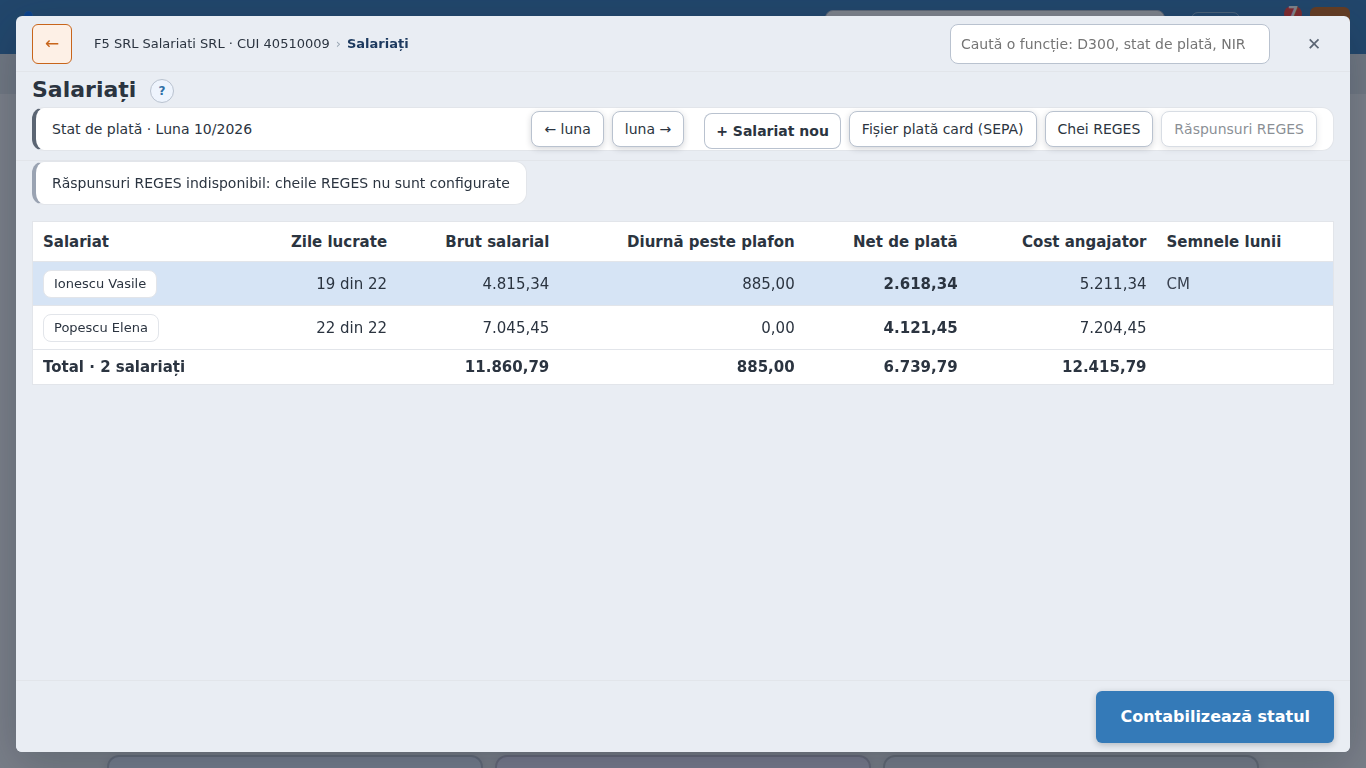 7
←
F5 SRL Salariati SRL · CUI 40510009 › Salariați
Caută o funcție: D300, stat de plată, NIR
✕
Salariați ?
Stat de plată · Luna 10/2026
← luna
luna →
+ Salariat nou
Fișier plată card (SEPA)
Chei REGES
Răspunsuri REGES
Răspunsuri REGES indisponibil: cheile REGES nu sunt configurate
Salariat Zile lucrate Brut salarial Diurnă peste plafon Net de plată Cost angajator Semnele lunii
Ionescu Vasile 19 din 22 4.815,34 885,00 2.618,34 5.211,34 CM
Popescu Elena 22 din 22 7.045,45 0,00 4.121,45 7.204,45
Total · 2 salariați 11.860,79 885,00 6.739,79 12.415,79
Contabilizează statul